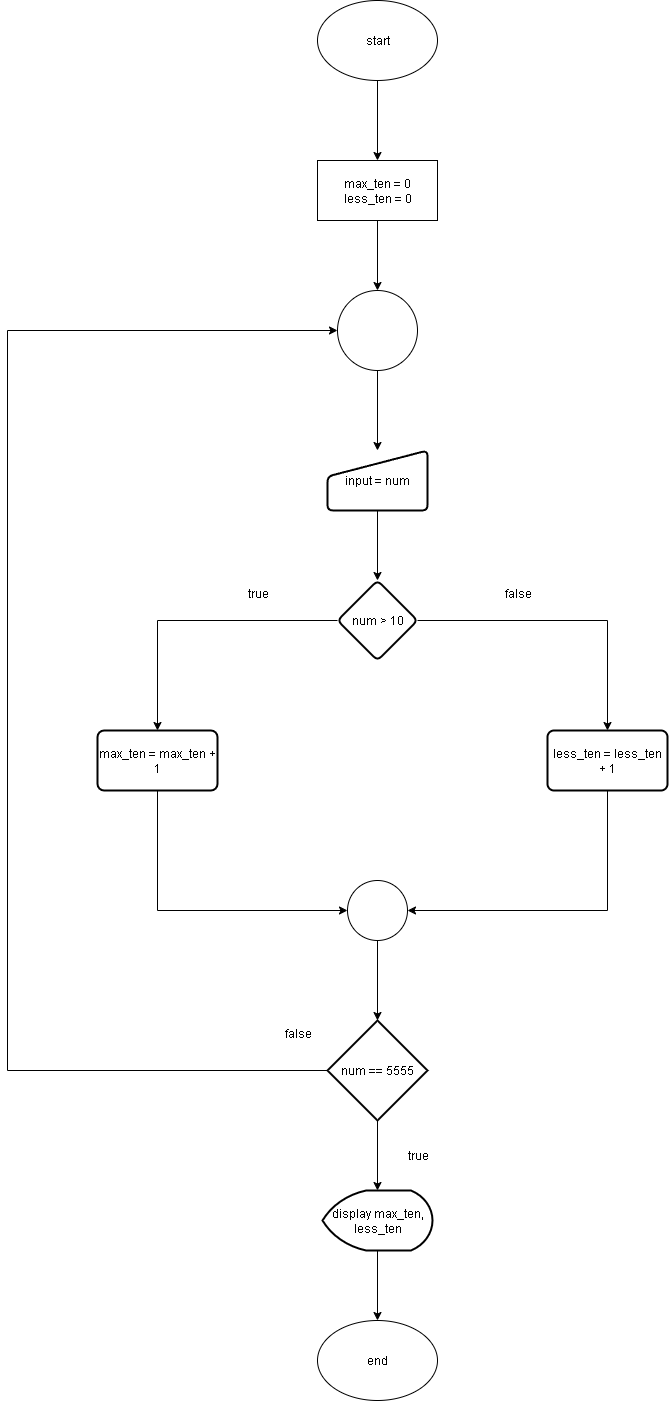 start
max_ten = 0
less_ten = 0
input = num
true
false
num > 10
max_ten = max_ten +
1
less_ten = less_ten
+ 1
false
num == 5555
true
display max_ten,
less_ten
end